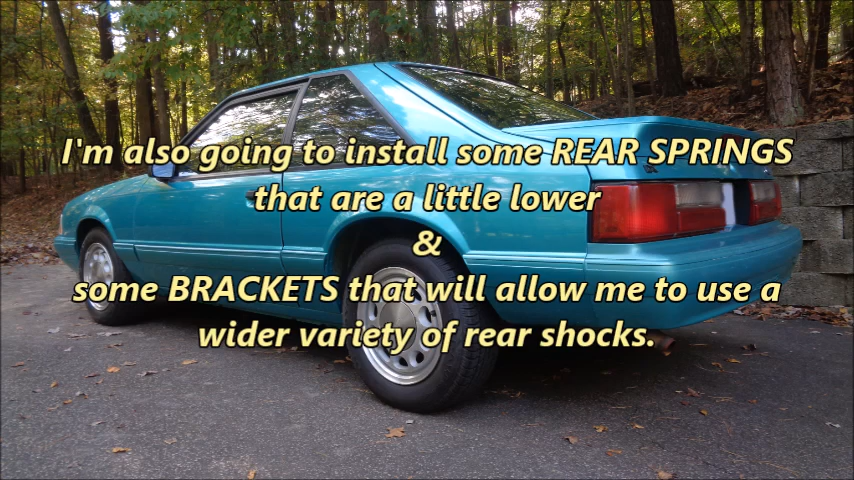 I'm also going to install some REAR SPRINGS
that are a little lower
&
some BRACKETS that will allow me to use a
wider variety of rear shocks.